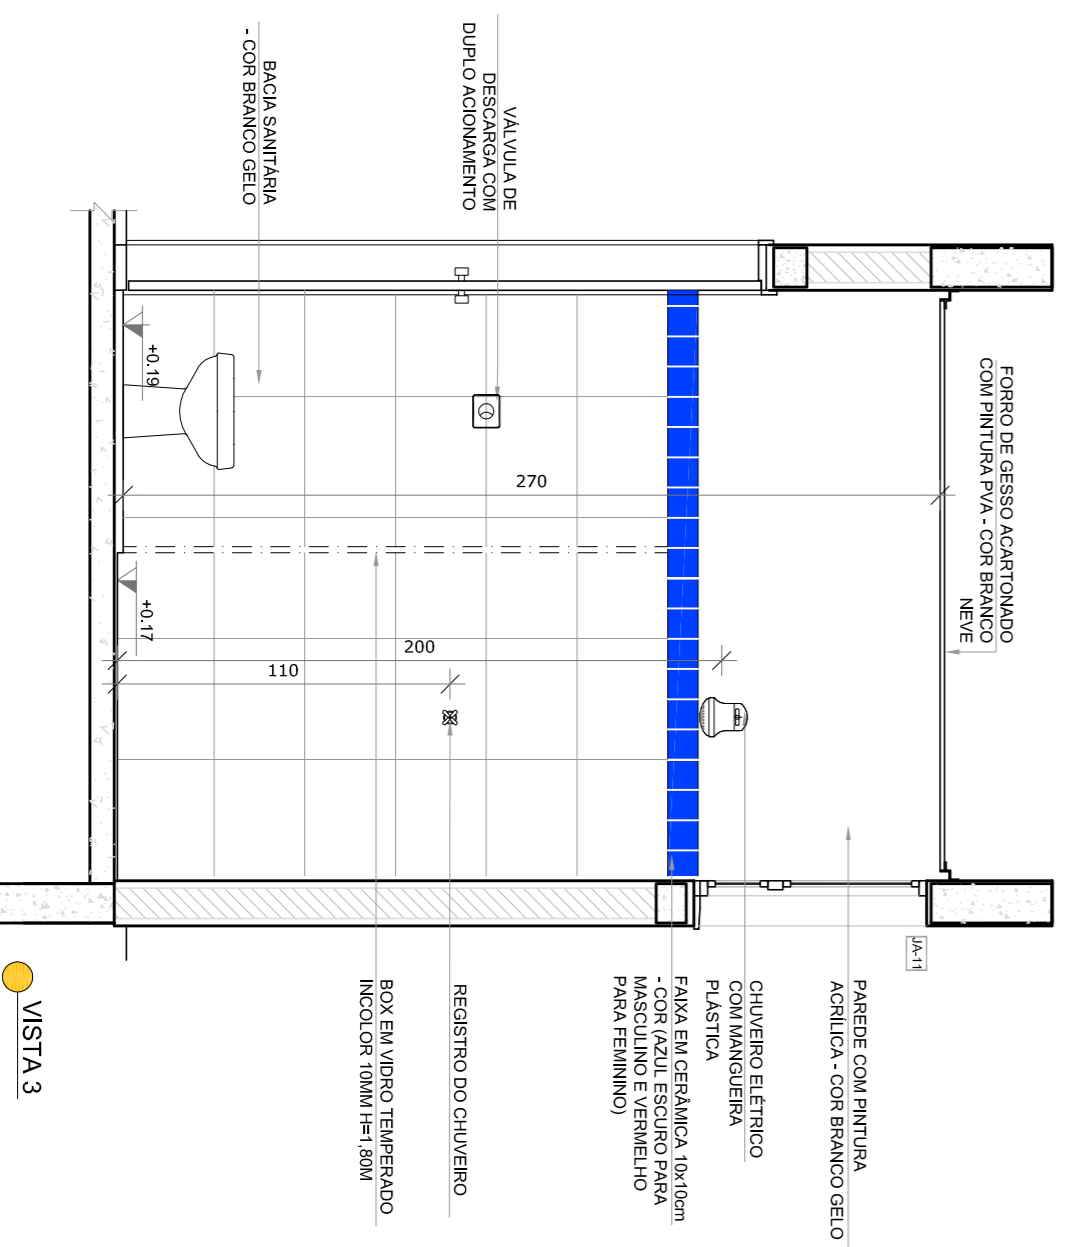 FORRO DE GESSO ACARTONADO
COM PINTURA PVA - COR BRANCO
NEVE
VÁLVULA DE
DESCARGA COM
DUPLO ACIONAMENTO
BACIA SANITÁRIA
- COR BRANCO GELO
270
200
110
+0.19
+0.17
JA-11
PAREDE COM PINTURA
ACRÍLICA - COR BRANCO GELO
CHUVEIRO ELÉTRICO
COM MANGUEIRA
PLÁSTICA
FAIXA EM CERÂMICA 10x10cm
- COR (AZUL ESCURO PARA
MASCULINO E VERMELHO
PARA FEMININO)
REGISTRO DO CHUVEIRO
BOX EM VIDRO TEMPERADO
INCOLOR 10MM H=1,80M
VISTA 3